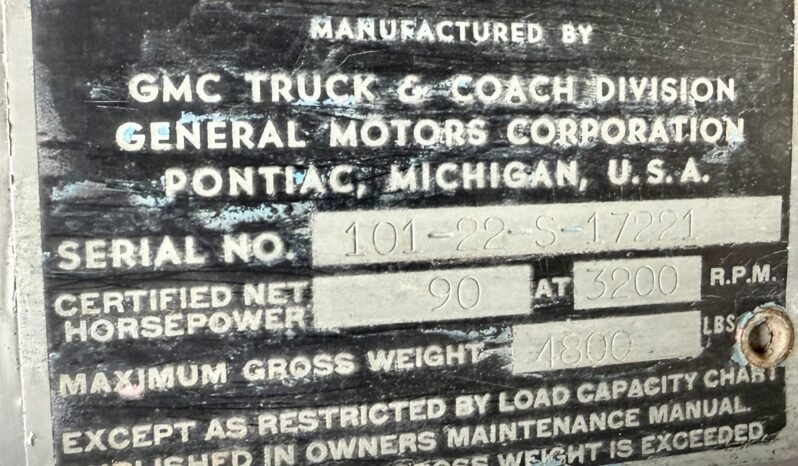 MANUFACTURED BY
GMC TRUCK & COACH DIVISION
GENERAL MOTORS CORPORATION
PONTIAC, MICHIGAN, U.S.A.
SERIAL NO. 101-22-S-17221
CERTIFIED NET HORSEPOWER 90 AT 3200 R.P.M.
MAXIMUM GROSS WEIGHT 4800 LBS
EXCEPT AS RESTRICTED BY LOAD CAPACITY CHART
IN OWNERS MAINTENANCE MANUAL.
GROSS WEIGHT IS EXCEEDED